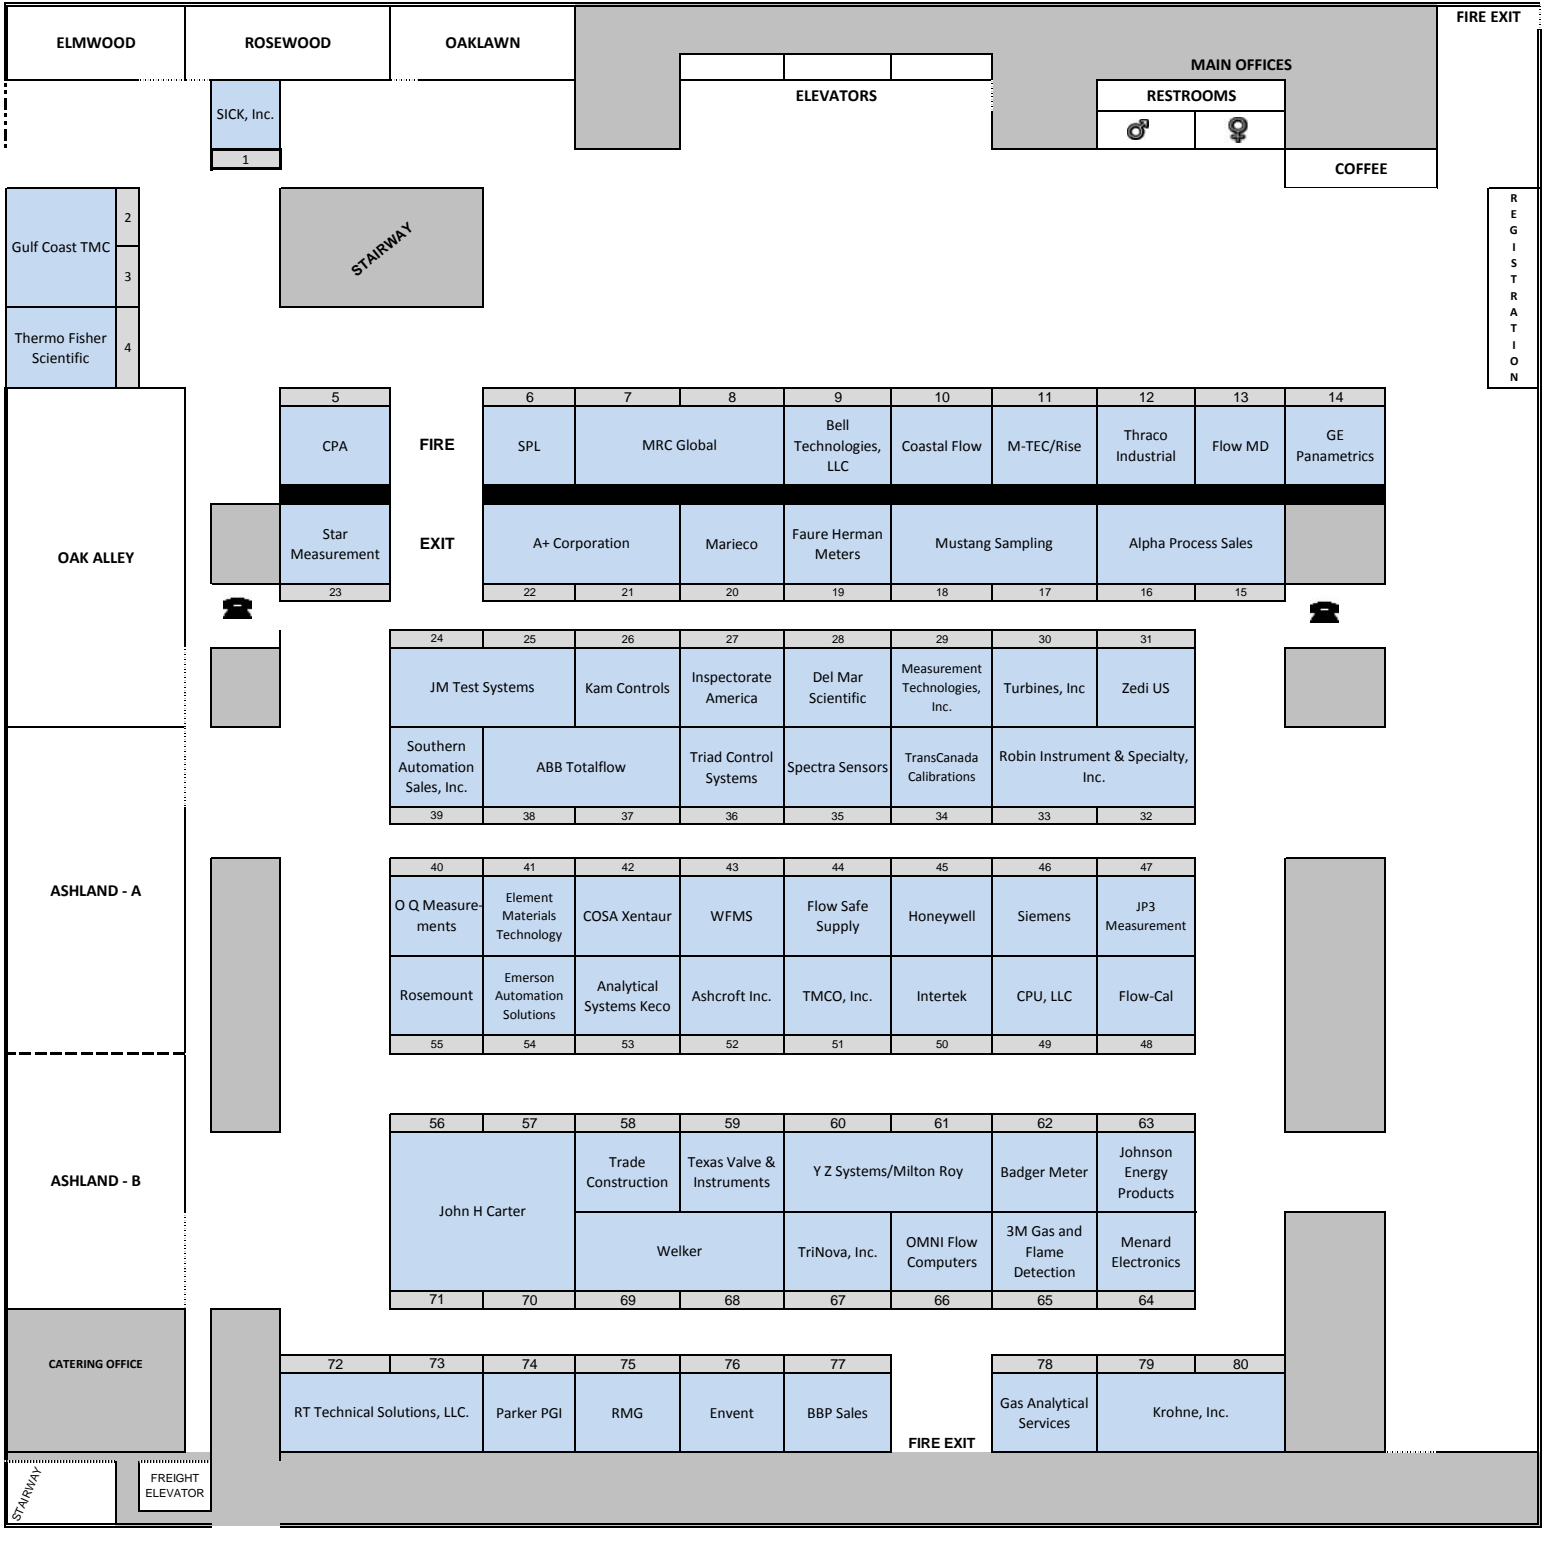 FIRE EXIT
ELMWOOD
ROSEWOOD
OAKLAWN
MAIN OFFICES
ELEVATORS
RESTROOMS
SICK, Inc.
1
COFFEE
Gulf Coast TMC
2
3
STAIRWAY
R
E
G
I
S
T
R
A
T
I
O
N
Thermo Fisher
Scientific
4
5
6
7
8
9
10
11
12
13
14
CPA
FIRE
SPL
MRC Global
Bell
Technologies,
LLC
Coastal Flow
M-TEC/Rise
Thraco
Industrial
Flow MD
GE
Panametrics
OAK ALLEY
Star
Measurement
EXIT
A+ Corporation
Marieco
Faure Herman
Meters
Mustang Sampling
Alpha Process Sales
23
22
21
20
19
18
17
16
15
24
25
26
27
28
29
30
31
JM Test Systems
Kam Controls
Inspectorate
America
Del Mar
Scientific
Measurement
Technologies,
Inc.
Turbines, Inc
Zedi US
Southern
Automation
Sales, Inc.
ABB Totalflow
Triad Control
Systems
Spectra Sensors
TransCanada
Calibrations
Robin Instrument & Specialty,
Inc.
39
38
37
36
35
34
33
32
ASHLAND - A
40
41
42
43
44
45
46
47
O Q Measure-
ments
Element
Materials
Technology
COSA Xentaur
WFMS
Flow Safe
Supply
Honeywell
Siemens
JP3
Measurement
Rosemount
Emerson
Automation
Solutions
Analytical
Systems Keco
Ashcroft Inc.
TMCO, Inc.
Intertek
CPU, LLC
Flow-Cal
55
54
53
52
51
50
49
48
ASHLAND - B
56
57
58
59
60
61
62
63
John H Carter
Trade
Construction
Texas Valve &
Instruments
Y Z Systems/Milton Roy
Badger Meter
Johnson
Energy
Products
Welker
TriNova, Inc.
OMNI Flow
Computers
3M Gas and
Flame
Detection
Menard
Electronics
71
70
69
68
67
66
65
64
CATERING OFFICE
72
73
74
75
76
77
78
79
80
RT Technical Solutions, LLC.
Parker PGI
RMG
Envent
BBP Sales
FIRE EXIT
Gas Analytical
Services
Krohne, Inc.
STAIRWAY
FREIGHT
ELEVATOR